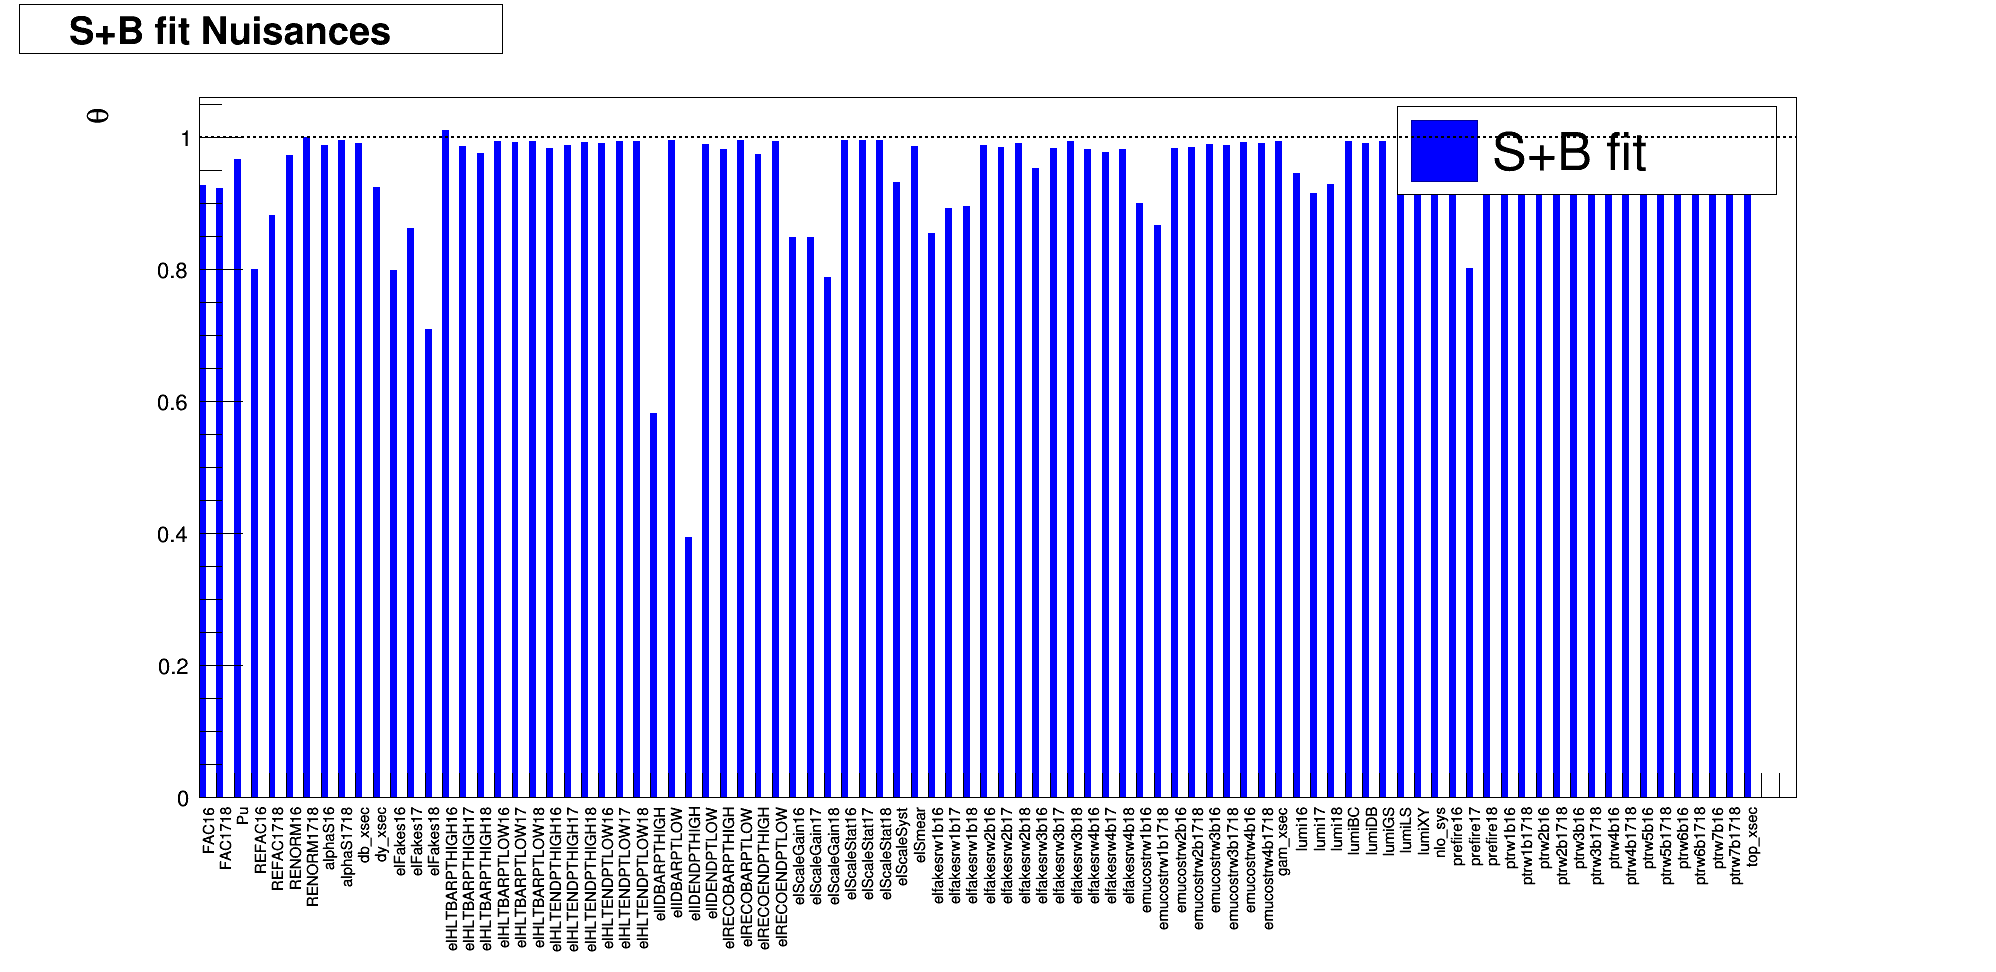 S+B fit Nuisances
θ
S+B fit
1
0.8
0.6
0.4
0.2
0
FAC16
FAC1718
Pu
REFAC16
REFAC1718
RENORM16
RENORM1718
alphaS16
alphaS1718
db_xsec
dy_xsec
elFakes16
elFakes17
elFakes18
elHLTBARPTHIGH16
elHLTBARPTHIGH17
elHLTBARPTHIGH18
elHLTBARPTLOW16
elHLTBARPTLOW17
elHLTBARPTLOW18
elHLTENDPTHIGH16
elHLTENDPTHIGH17
elHLTENDPTHIGH18
elHLTENDPTLOW16
elHLTENDPTLOW17
elHLTENDPTLOW18
elIDBARPTHIGH
elIDBARPTLOW
elIDENDPTHIGH
elIDENDPTLOW
elRECOBARPTHIGH
elRECOBARPTLOW
elRECOENDPTHIGH
elRECOENDPTLOW
elScaleGain16
elScaleGain17
elScaleGain18
elScaleStat16
elScaleStat17
elScaleStat18
elScaleSyst
elSmear
elfakesrw1b16
elfakesrw1b17
elfakesrw1b18
elfakesrw2b16
elfakesrw2b17
elfakesrw2b18
elfakesrw3b16
elfakesrw3b17
elfakesrw3b18
elfakesrw4b16
elfakesrw4b17
elfakesrw4b18
emucostrw1b16
emucostrw1b1718
emucostrw2b16
emucostrw2b1718
emucostrw3b16
emucostrw3b1718
emucostrw4b16
emucostrw4b1718
gam_xsec
lumi16
lumi17
lumi18
lumiBC
lumiDB
lumiGS
lumiLS
lumiXY
nlo_sys
prefire16
prefire17
prefire18
ptrw1b16
ptrw1b1718
ptrw2b16
ptrw2b1718
ptrw3b16
ptrw3b1718
ptrw4b16
ptrw4b1718
ptrw5b16
ptrw5b1718
ptrw6b16
ptrw6b1718
ptrw7b16
ptrw7b1718
top_xsec